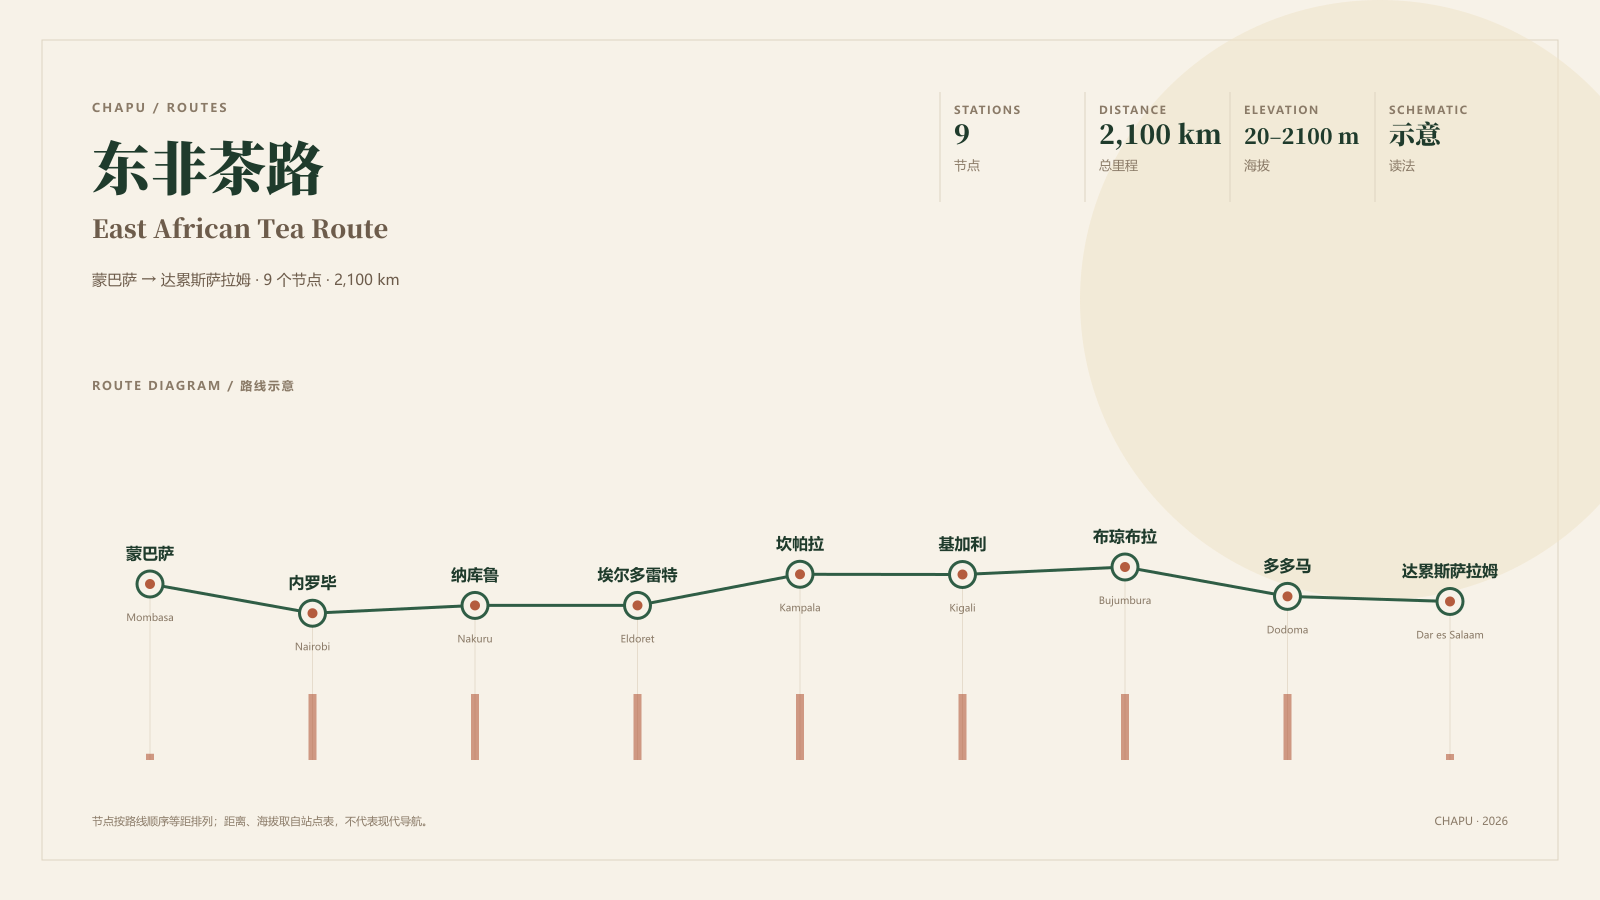 CHAPU / ROUTES
东非茶路
East African Tea Route
蒙巴萨 → 达累斯萨拉姆 · 9 个节点 · 2,100 km
STATIONS
9
节点
DISTANCE
2,100 km
总里程
ELEVATION
20–2100 m
海拔
SCHEMATIC
示意
读法
ROUTE DIAGRAM / 路线示意
蒙巴萨
Mombasa
内罗毕
Nairobi
纳库鲁
Nakuru
埃尔多雷特
Eldoret
坎帕拉
Kampala
基加利
Kigali
布琼布拉
Bujumbura
多多马
Dodoma
达累斯萨拉姆
Dar es Salaam
节点按路线顺序等距排列；距离、海拔取自站点表，不代表现代导航。
CHAPU · 2026